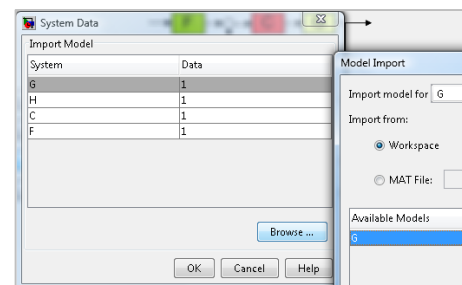 System Data
Import Model
System Data
G 1
H 1
C 1
F 1
Browse ...
OK Cancel Help
Model Import
Import model for G
Import from:
Workspace
MAT File:
Available Models
G